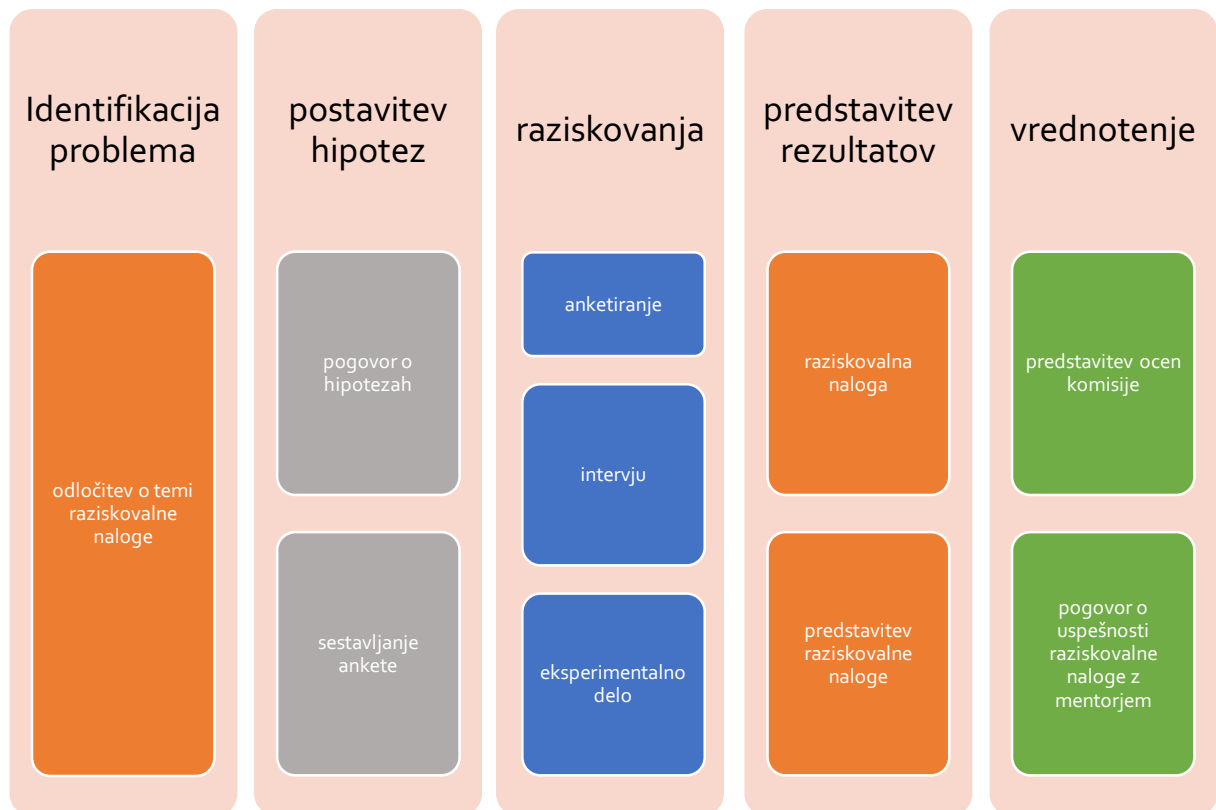 Identifikacija
problema
odločitev o temi
raziskovalne
naloge
postavitev
hipotez
pogovor o
hipotezah
sestavljanje
ankete
raziskovanja
anketiranje
intervju
eksperimentalno
delo
predstavitev
rezultatov
raziskovalna
naloga
predstavitev
raziskovalne
naloge
vrednotenje
predstavitev ocen
komisije
pogovor o
uspešnosti
raziskovalne
naloge z
mentorjem